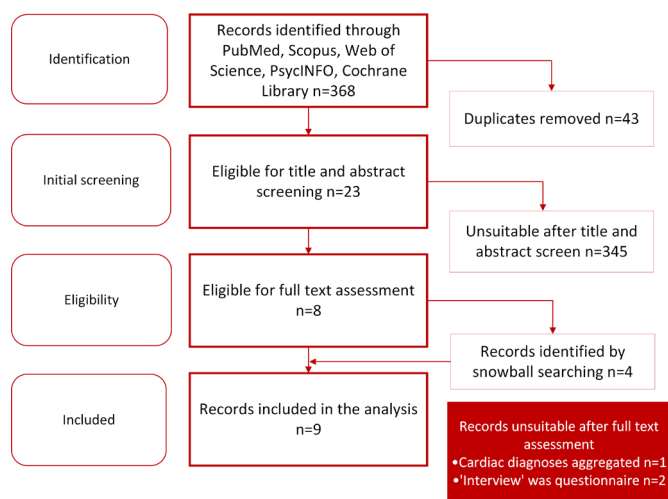 Identification
Records identified through
PubMed, Scopus, Web of
Science, PsycINFO, Cochrane
Library n=368
Duplicates removed n=43
Initial screening
Eligible for title and abstract
screening n=23
Unsuitable after title and
abstract screen n=345
Eligibility
Eligible for full text assessment
n=8
Records identified by
snowball searching n=4
Included
Records included in the analysis
n=9
Records unsuitable after full text
assessment
•Cardiac diagnoses aggregated n=1
•'Interview' was questionnaire n=2